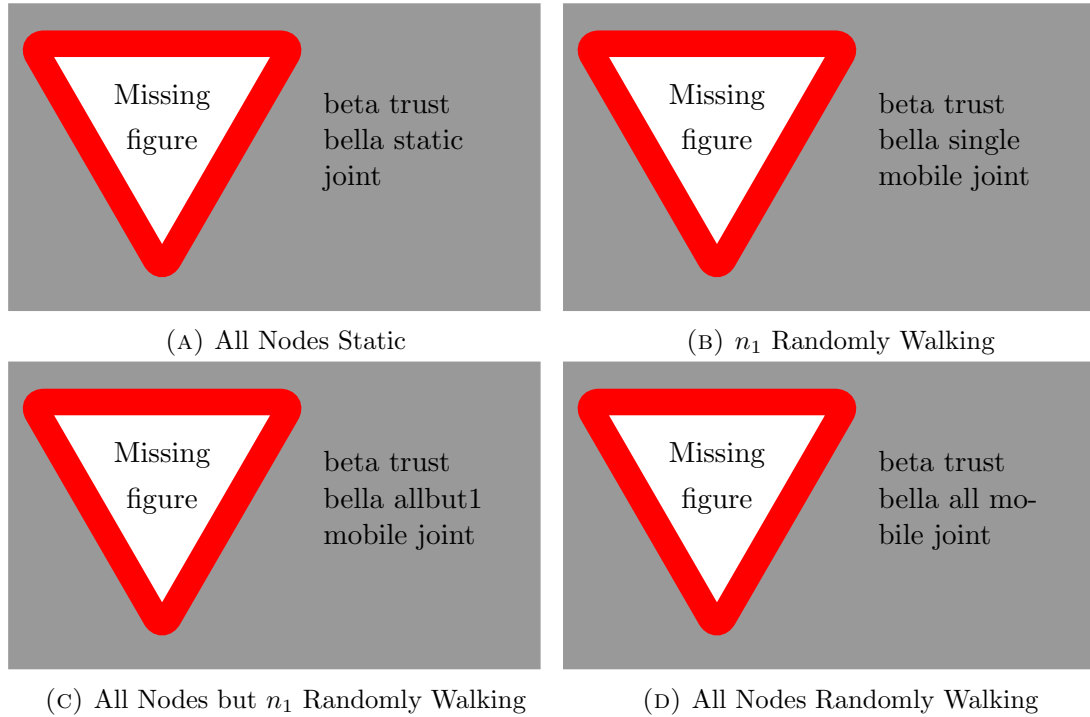 Missing
figure
beta trust
bella static
joint
(A) All Nodes Static
Missing
figure
beta trust
bella single
mobile joint
(B) n₁ Randomly Walking
Missing
figure
beta trust
bella allbut1
mobile joint
(C) All Nodes but n₁ Randomly Walking
Missing
figure
beta trust
bella all mo-
bile joint
(D) All Nodes Randomly Walking